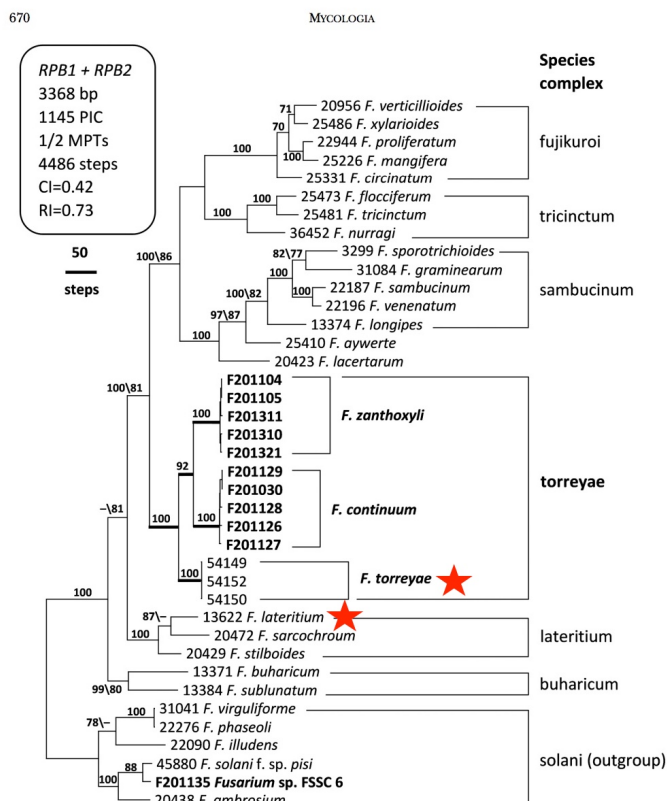 670
MYCOLOGIA
RPB1 + RPB2
3368 bp
1145 PIC
1/2 MPTs
4486 steps
CI=0.42
RI=0.73
50
steps
Species
complex
71
20956 F. verticillioides
25486 F. xylarioides
70
22944 F. proliferatum
fujikuroi
100
100
25226 F. mangifera
25331 F. circinatum
100
25473 F. flocciferum
100
25481 F. tricinctum
tricinctum
36452 F. nurragi
82\77
3299 F. sporotrichioides
100\86
100
31084 F. graminearum
100\82
100
22187 F. sambucinum
sambucinum
22196 F. venenatum
97\87
13374 F. longipes
100
25410 F. aywerte
20423 F. lacertarum
100\81
F201104
F201105
100
F201311
F. zanthoxyli
F201310
F201321
92
F201129
F201030
torreyae
F201128
F. continuum
100
100
F201126
F201127
–\81
54149
100
54152
F. torreyae
54150
100
87\–
13622 F. lateritium
100
20472 F. sarcochroum
lateritium
20429 F. stilboides
13371 F. buharicum
buharicum
99\80
13384 F. sublunatum
31041 F. virguliforme
100
78\–
22276 F. phaseoli
22090 F. illudens
45880 F. solani f. sp. pisi
solani (outgroup)
88
100
F201135 Fusarium sp. FSSC 6
20438 F. ambrosium